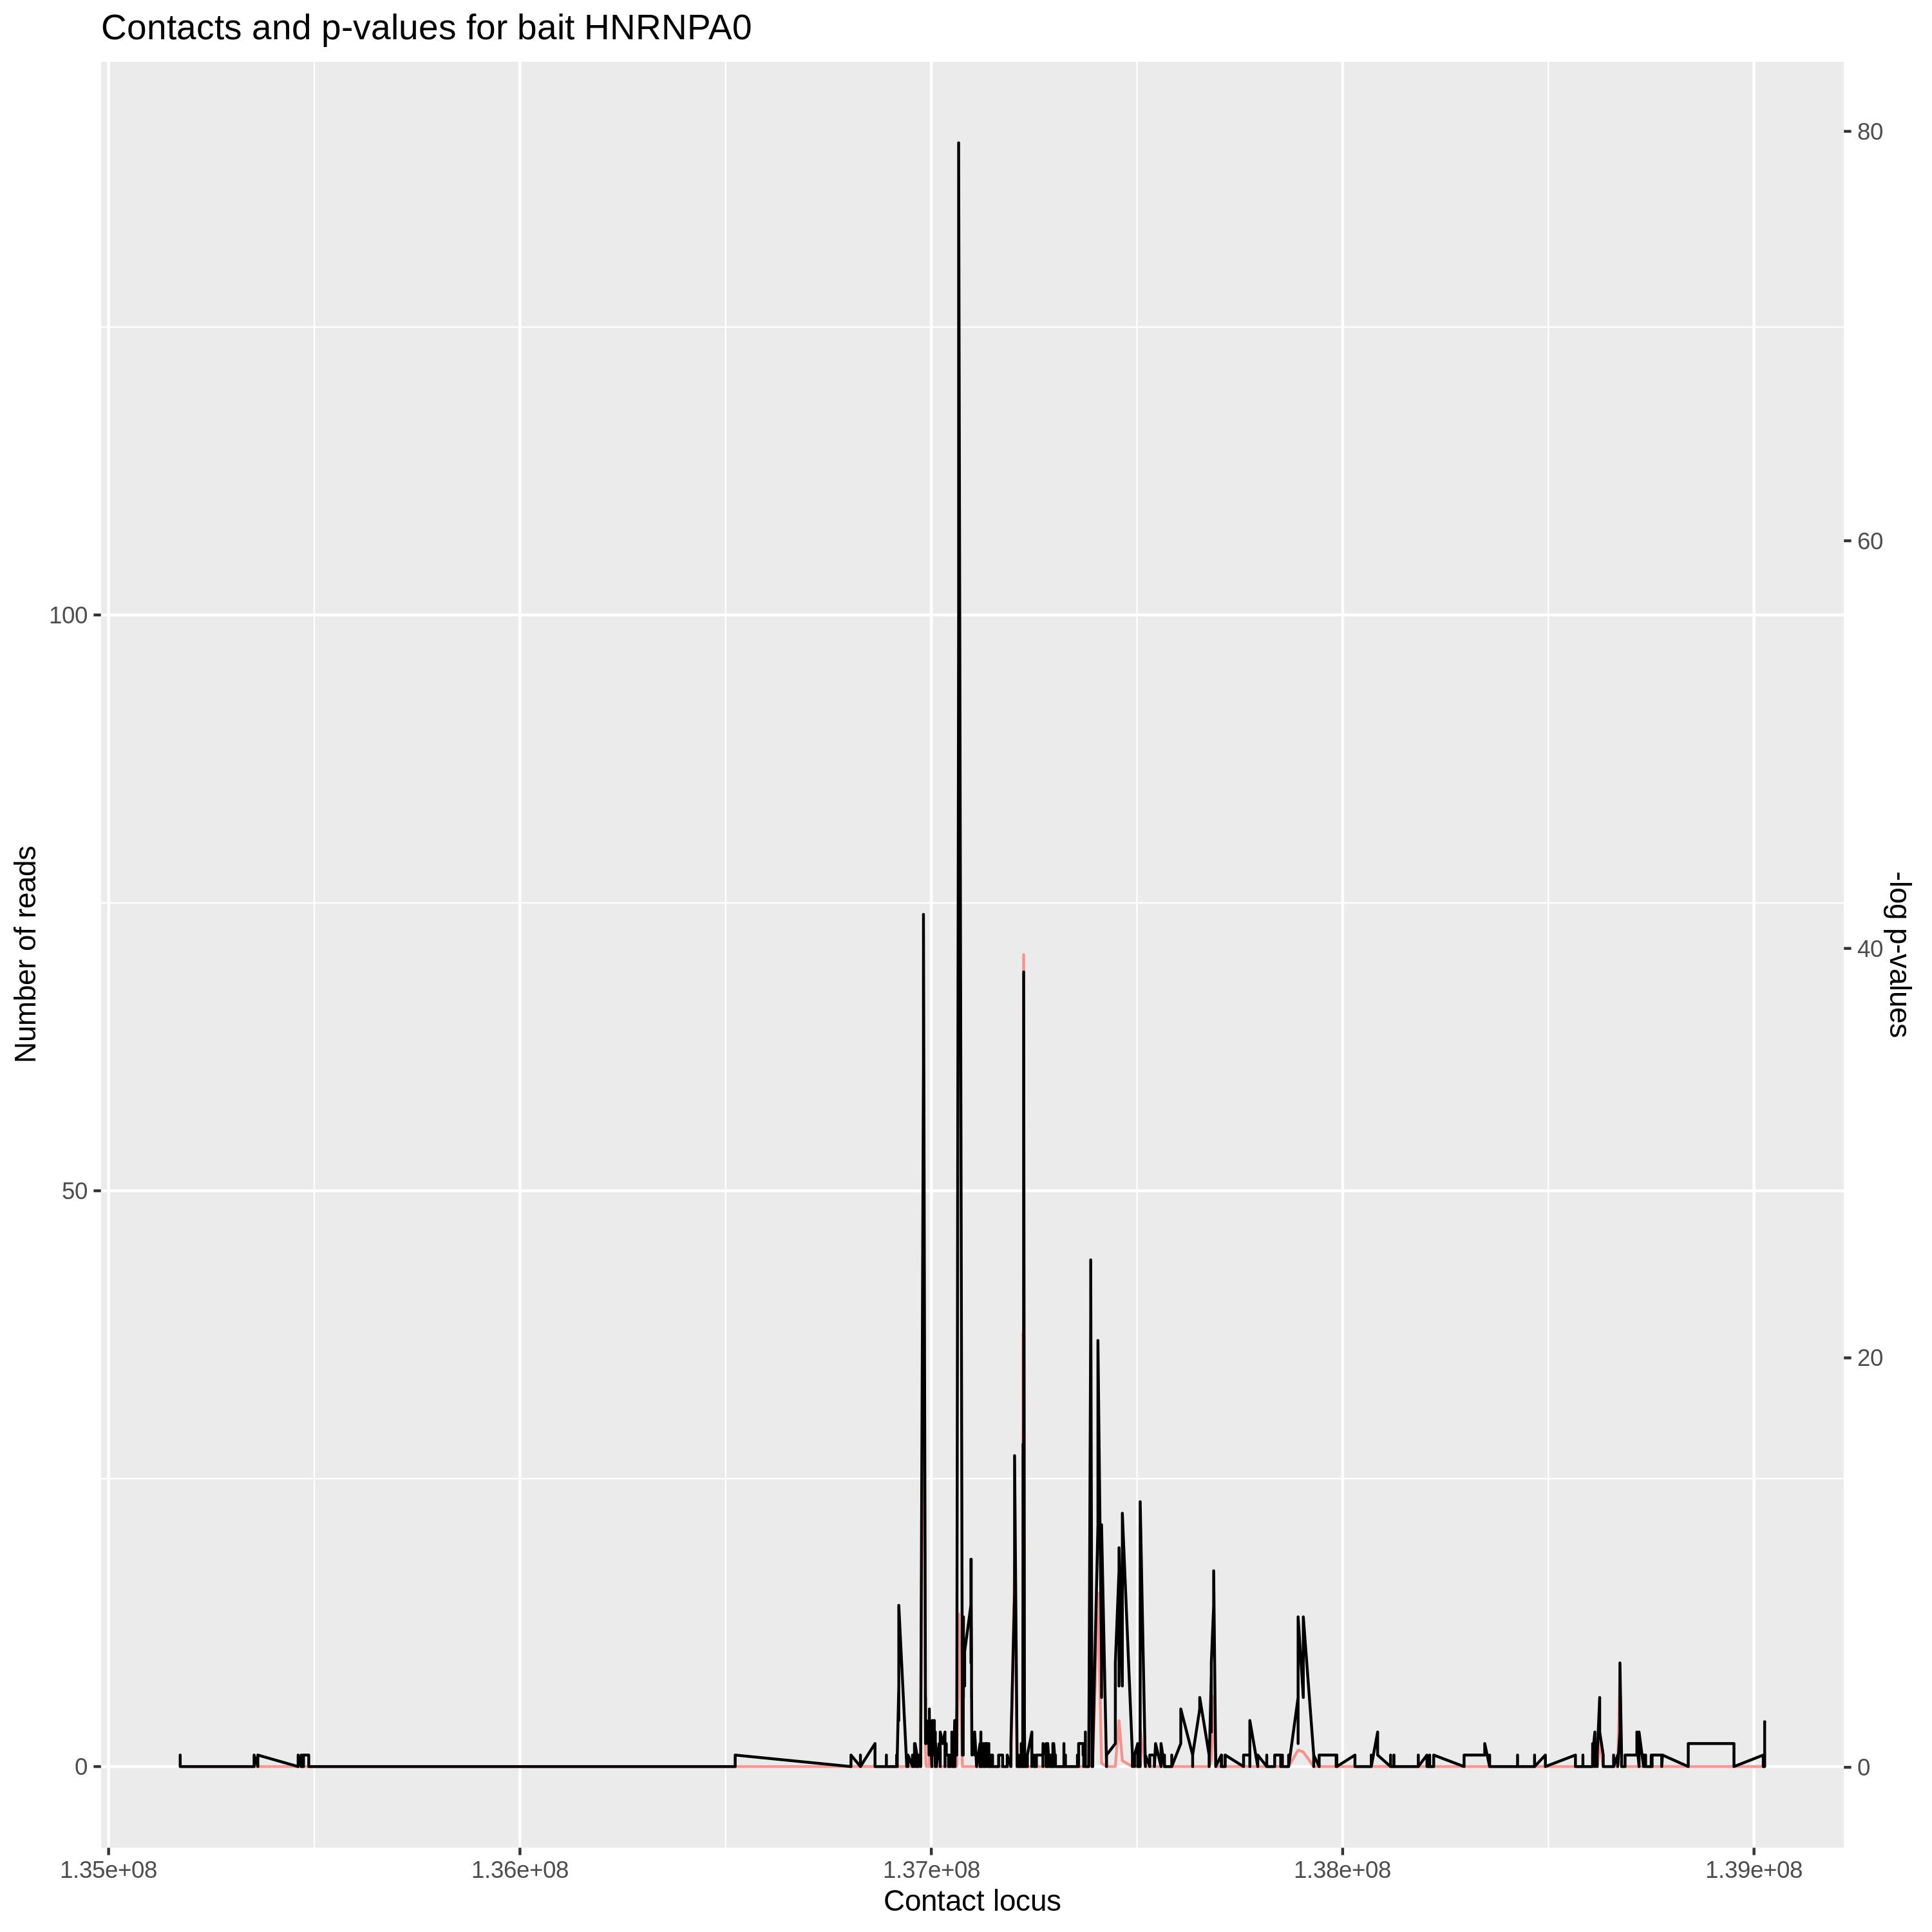 Contacts and p-values for bait HNRNPA0
80
60
100
Number of reads
-log p-values
40
50
20
0
0
1.35e+08
1.36e+08
1.37e+08
1.38e+08
1.39e+08
Contact locus